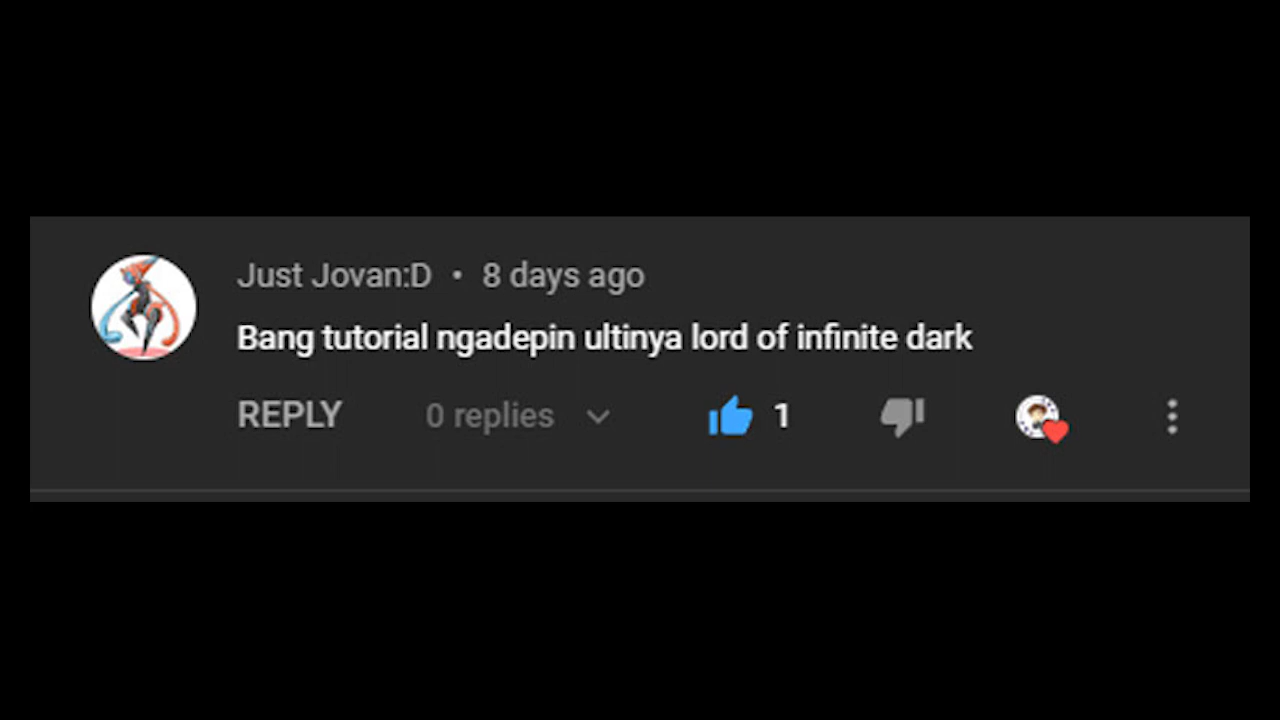 Just Jovan:D • 8 days ago
Bang tutorial ngadepin ultinya lord of infinite dark
REPLY 0 replies 1